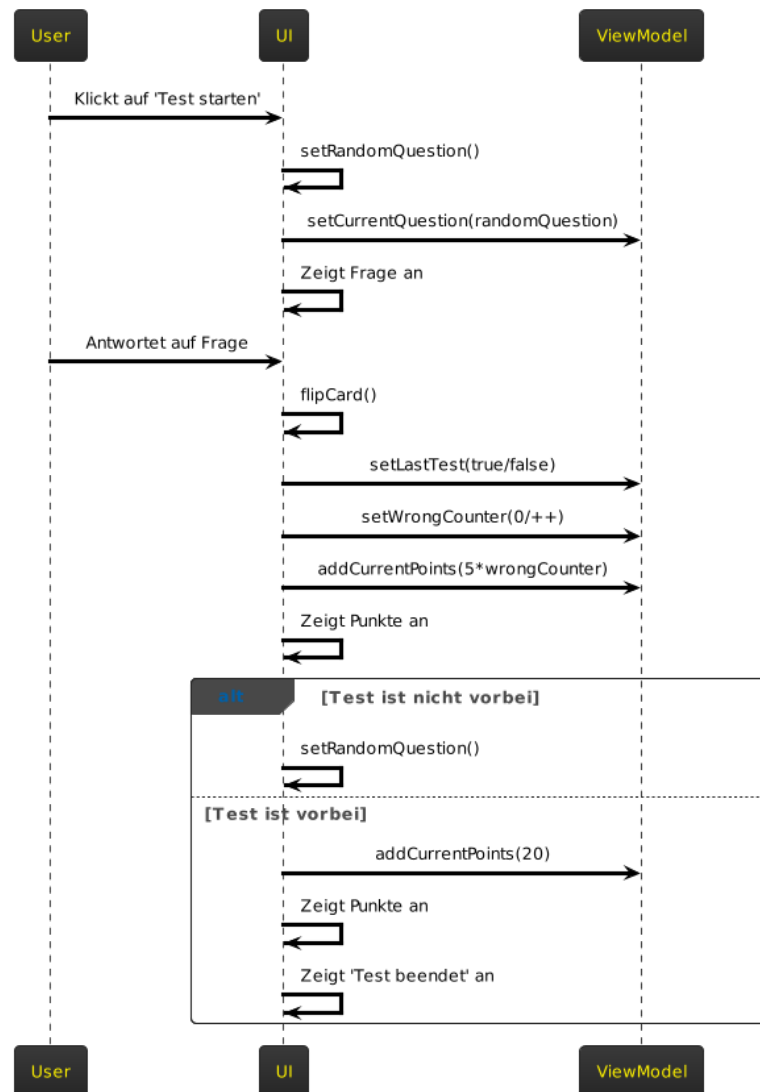 User UI ViewModel
Klickt auf 'Test starten'
setRandomQuestion()
setCurrentQuestion(randomQuestion)
Zeigt Frage an
Antwortet auf Frage
flipCard()
setLastTest(true/false)
setWrongCounter(0/++)
addCurrentPoints(5*wrongCounter)
Zeigt Punkte an
alt [Test ist nicht vorbei]
setRandomQuestion()
[Test ist vorbei]
addCurrentPoints(20)
Zeigt Punkte an
Zeigt 'Test beendet' an
User UI ViewModel